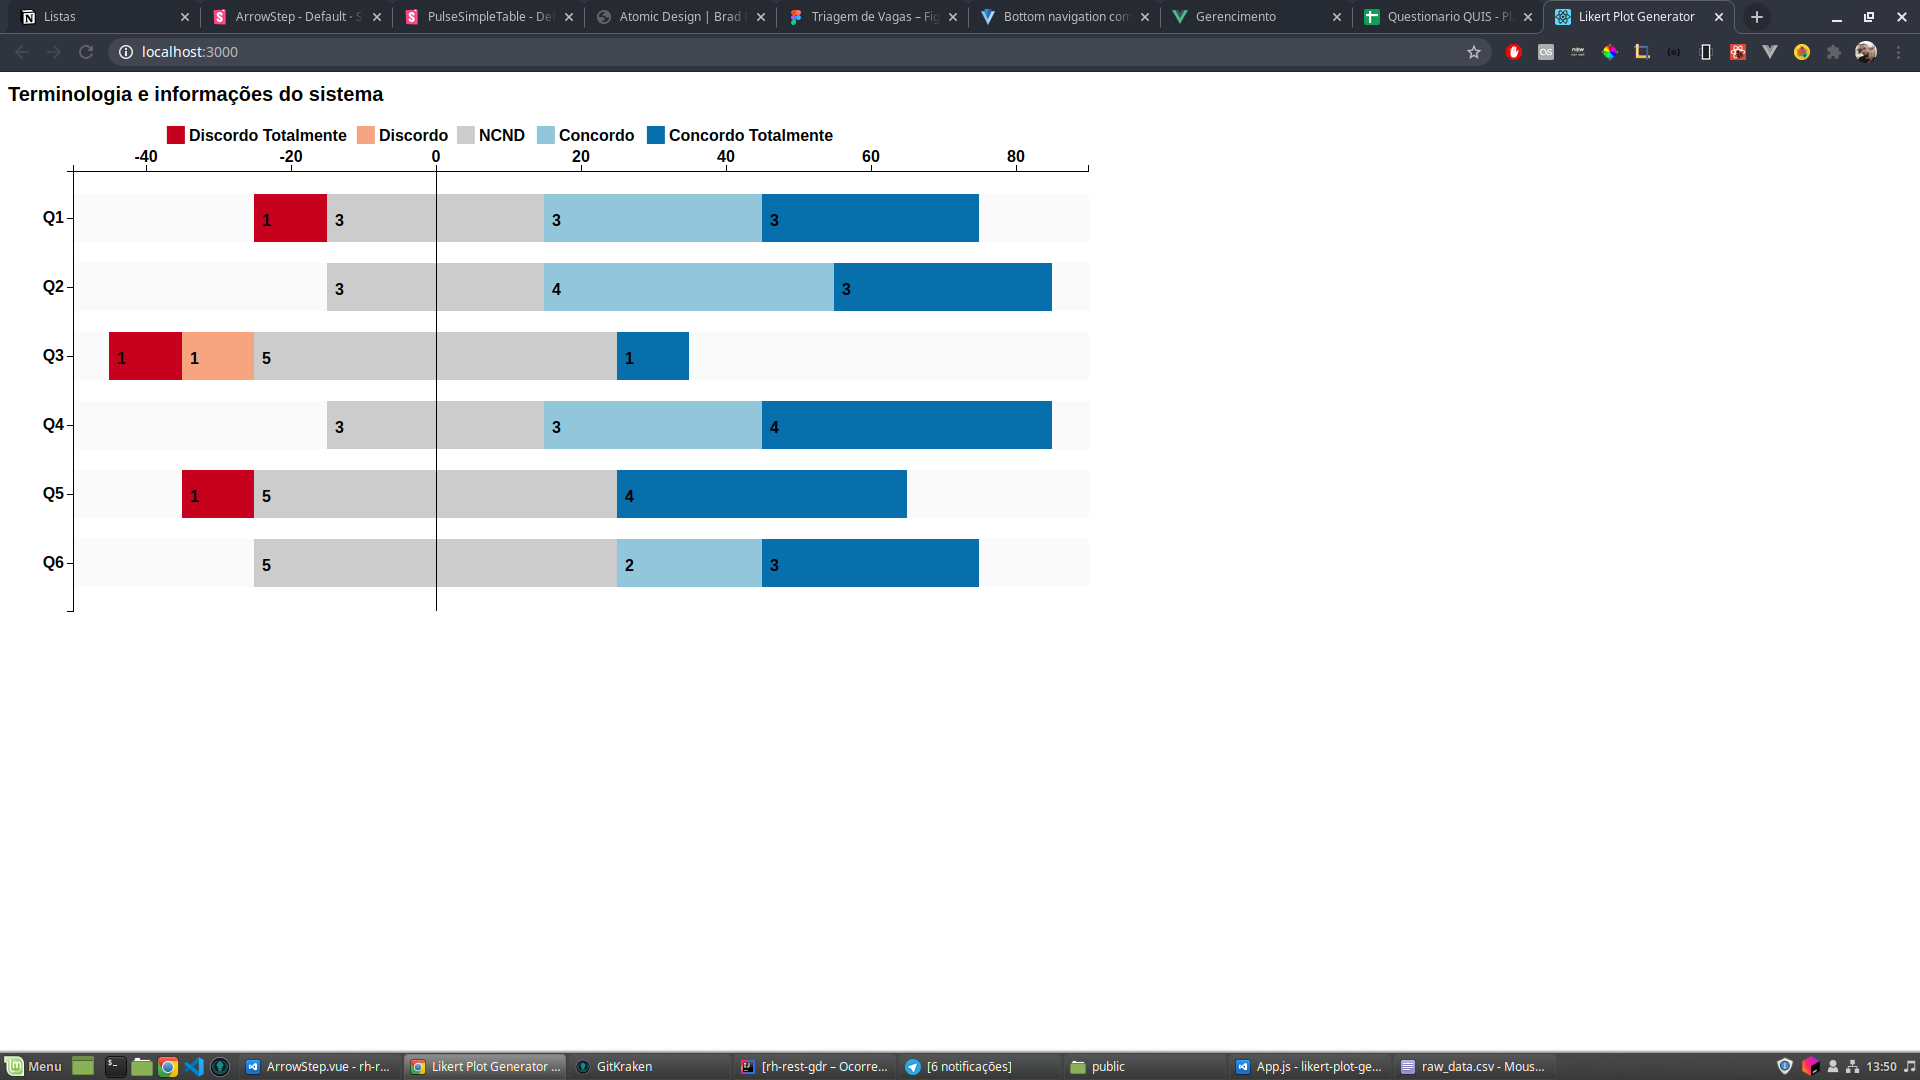 Listas
ArrowStep - Default · S
PulseSimpleTable - Def
Atomic Design | Brad F
Triagem de Vagas – Fig
Bottom navigation com
Gerencimento
Questionario QUIS - Pl
Likert Plot Generator
localhost:3000
Terminologia e informações do sistema
Discordo Totalmente Discordo NCND Concordo Concordo Totalmente
-40 -20 0 20 40 60 80
Q1 1 3 3 3
Q2 3 4 3
Q3 1 1 5 1
Q4 3 3 4
Q5 1 5 4
Q6 5 2 3
Menu
ArrowStep.vue - rh-r...
Likert Plot Generator ...
GitKraken
[rh-rest-gdr – Ocorre...
[6 notificações]
public
App.js - likert-plot-ge...
raw_data.csv - Mous...
13:50